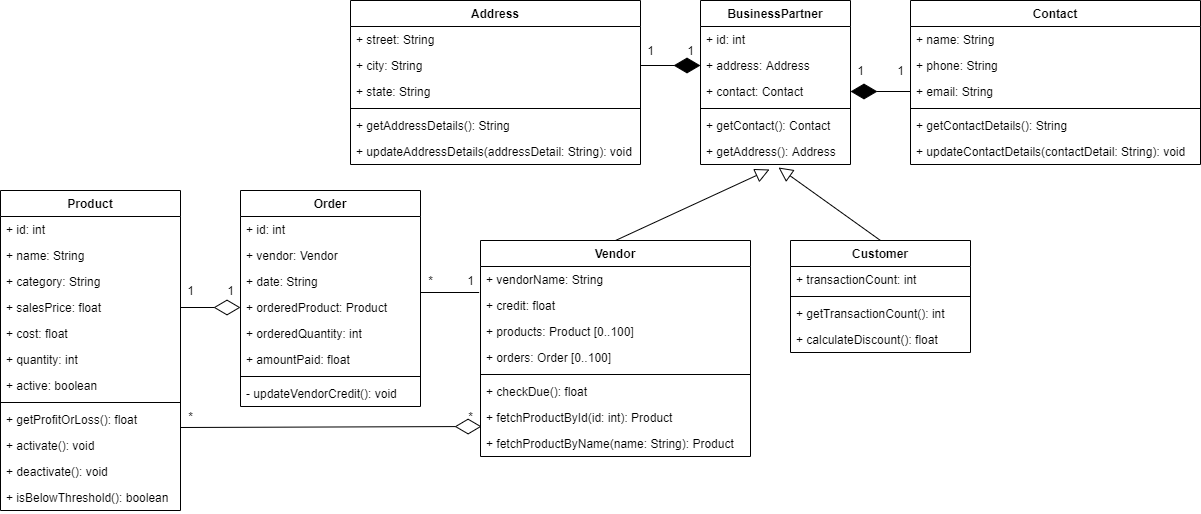 Address
+ street: String
+ city: String
+ state: String
+ getAddressDetails(): String
+ updateAddressDetails(addressDetail: String): void
1
1
BusinessPartner
+ id: int
+ address: Address
+ contact: Contact
+ getContact(): Contact
+ getAddress(): Address
1
1
Contact
+ name: String
+ phone: String
+ email: String
+ getContactDetails(): String
+ updateContactDetails(contactDetail: String): void
Product
+ id: int
+ name: String
+ category: String
+ salesPrice: float
+ cost: float
+ quantity: int
+ active: boolean
+ getProfitOrLoss(): float
+ activate(): void
+ deactivate(): void
+ isBelowThreshold(): boolean
1
1
Order
+ id: int
+ vendor: Vendor
+ date: String
+ orderedProduct: Product
+ orderedQuantity: int
+ amountPaid: float
- updateVendorCredit(): void
*
1
*
*
Vendor
+ vendorName: String
+ credit: float
+ products: Product [0..100]
+ orders: Order [0..100]
+ checkDue(): float
+ fetchProductById(id: int): Product
+ fetchProductByName(name: String): Product
Customer
+ transactionCount: int
+ getTransactionCount(): int
+ calculateDiscount(): float